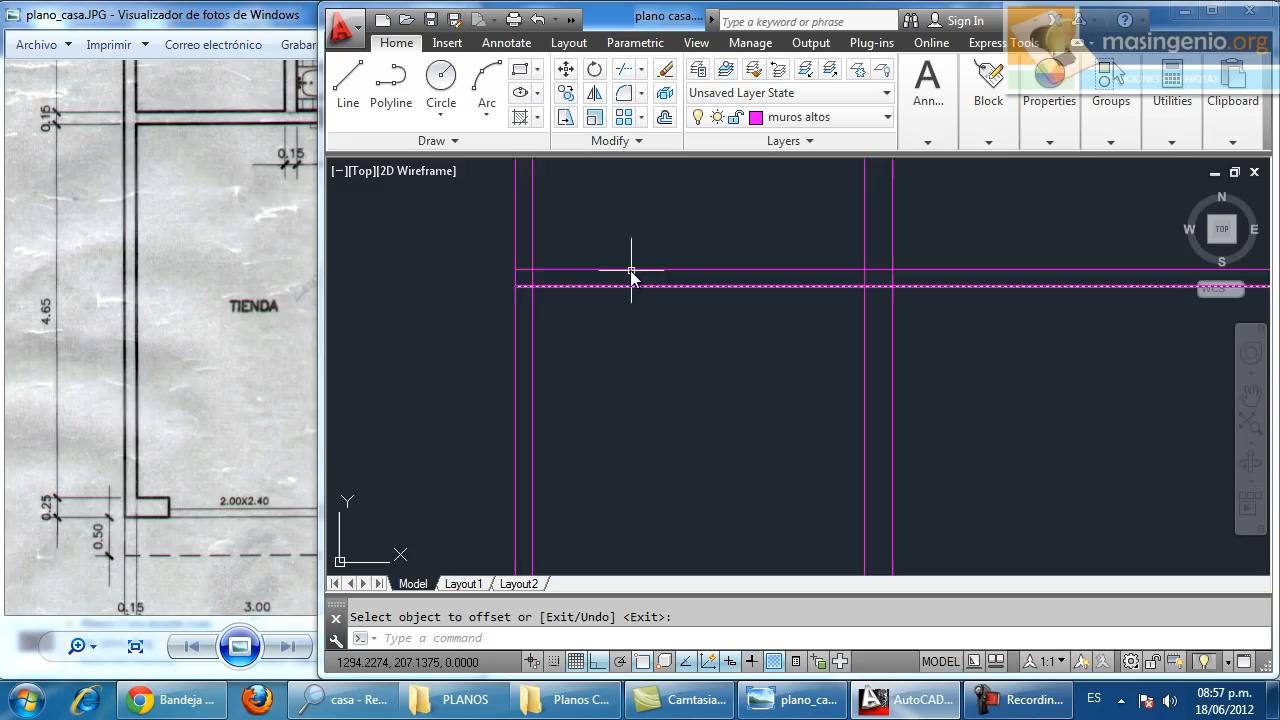 plano_casa.JPG - Visualizador de fotos de Windows
Archivo
Imprimir
Correo electrónico
Grabar
0.15
0.15
4.65
TIENDA
0.25
2.00X2.40
0.50
0.15
3.00
plano casa....
Type a keyword or phrase
Sign In
masingenio.org
Home
Insert
Annotate
Layout
Parametric
View
Manage
Output
Plug-ins
Online
Express Tools
Line
Polyline
Circle
Arc
Draw
Modify
Unsaved Layer State
muros altos
Layers
Ann...
Block
Properties
Groups
Utilities
Clipboard
[−][Top][2D Wireframe]
N
W
TOP
E
S
WCS
Y
X
Model
Layout1
Layout2
Select object to offset or [Exit/Undo] <Exit>:
Type a command
1294.2274, 207.1375, 0.0000
MODEL
1:1
Bandeja ...
casa - Re...
PLANOS
Planos C...
Camtasia...
plano_ca...
AutoCAD...
Recordin...
ES
08:57 p.m.
18/06/2012